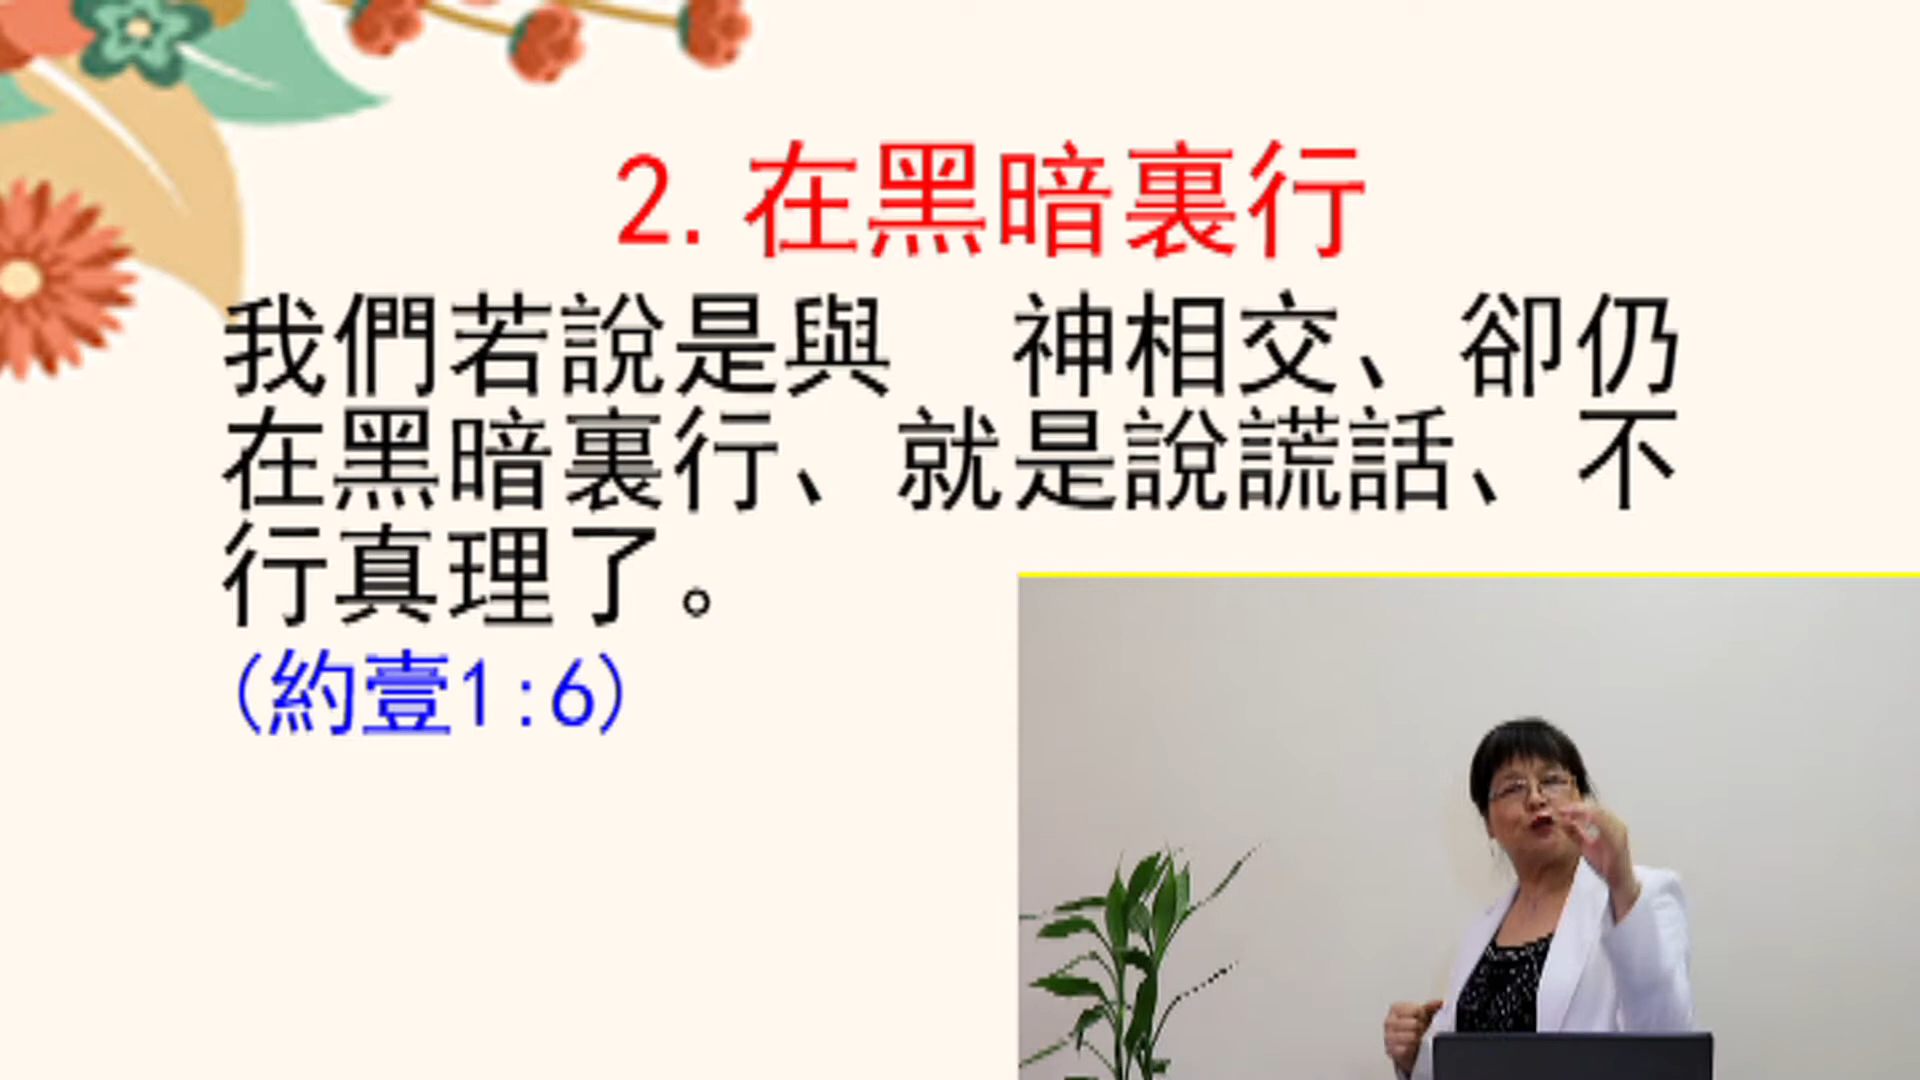 2.在黑暗裏行
我們若說是與　神相交、卻仍
在黑暗裏行、就是說謊話、不
行真理了。
(約壹1:6)